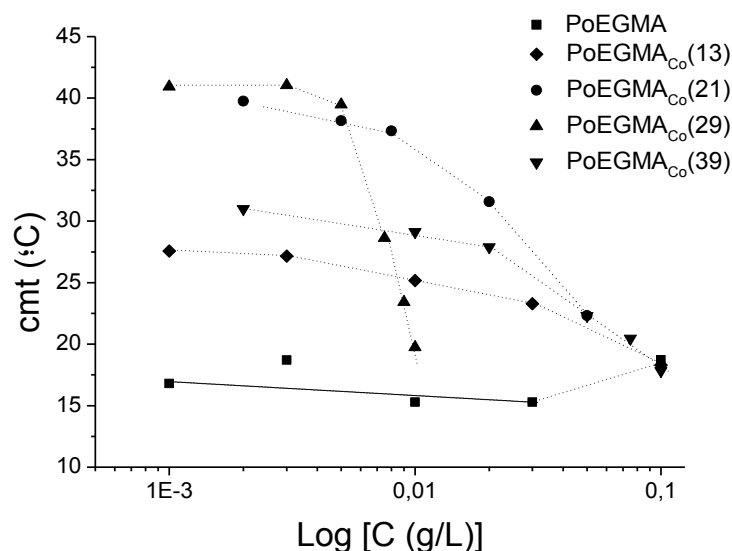 PoEGMA
PoEGMACo(13)
PoEGMACo(21)
PoEGMACo(29)
PoEGMACo(39)
45
40
35
30
25
20
15
10
cmt (ºC)
1E-3
0,01
0,1
Log [C (g/L)]